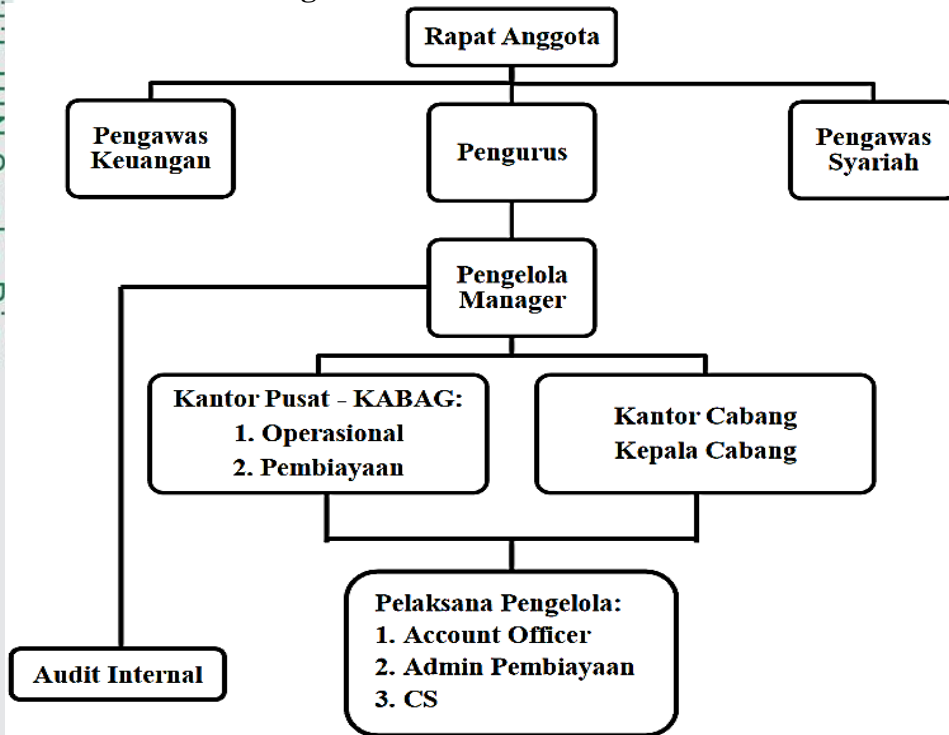 Rapat Anggota
Pengawas
Keuangan
Pengurus
Pengawas
Syariah
Pengelola
Manager
Kantor Pusat - KABAG:
1. Operasional
2. Pembiayaan
Kantor Cabang
Kepala Cabang
Pelaksana Pengelola:
1. Account Officer
2. Admin Pembiayaan
3. CS
Audit Internal